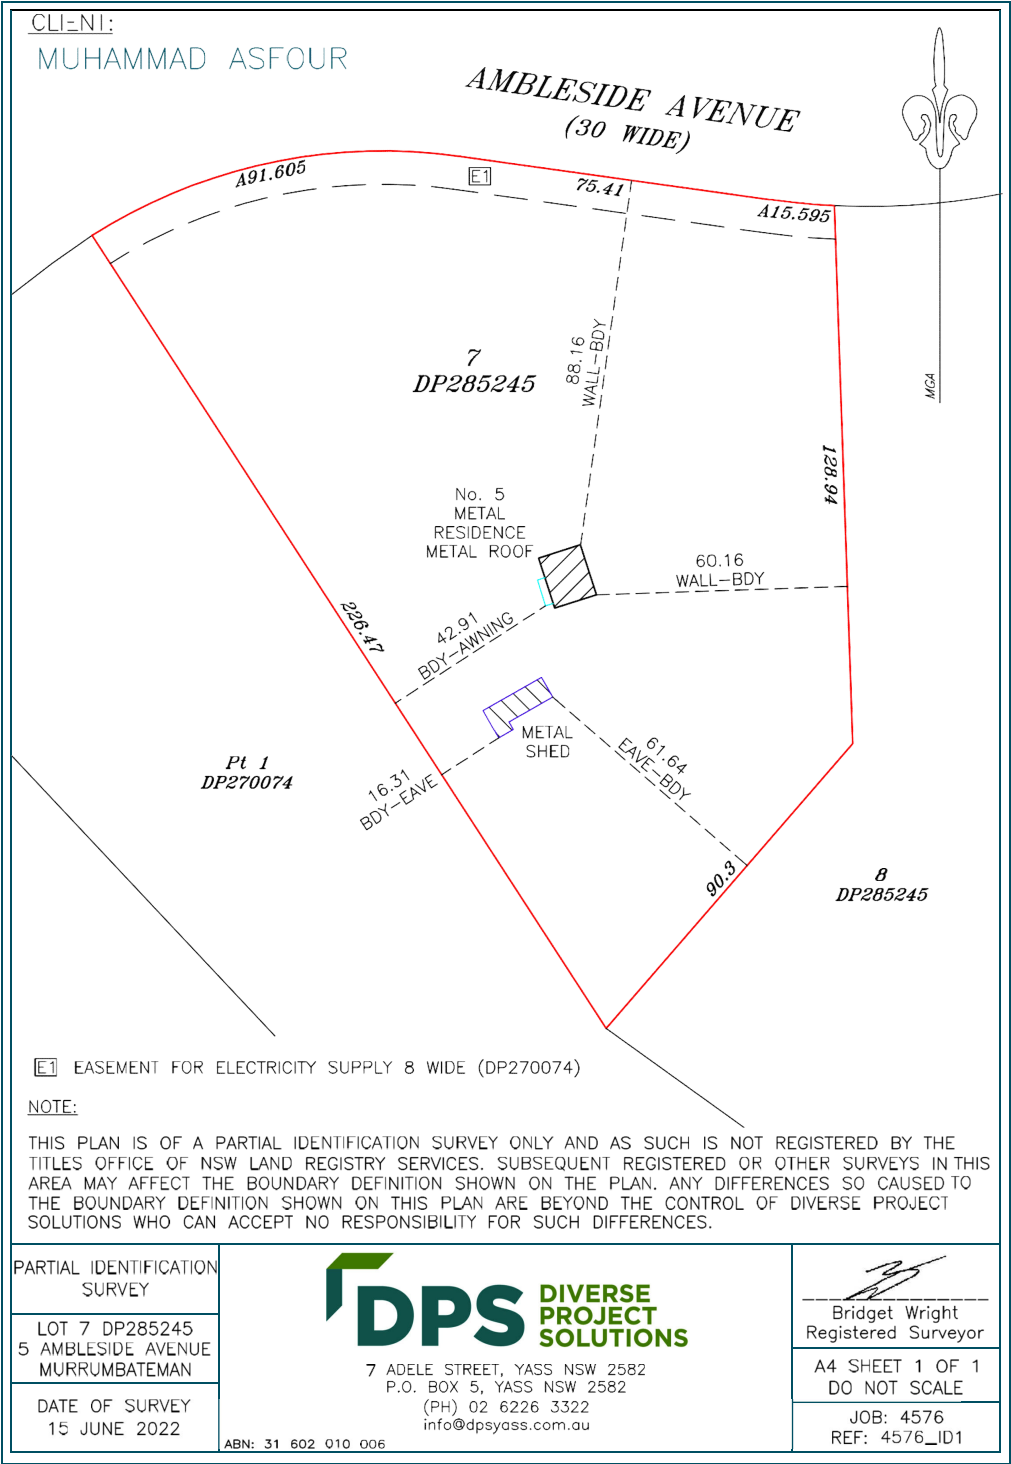 CLIENT:
MUHAMMAD ASFOUR
AMBLESIDE AVENUE
(30 WIDE)
A91.605
E1
75.41
A15.595
7
DP285245
88.16
WALL-BDY
MGA
128.94
No. 5
METAL
RESIDENCE
METAL ROOF
60.16
WALL-BDY
226.47
42.91
BDY-AWNING
METAL
SHED
61.64
EAVE-BDY
Pt 1
DP270074
16.31
BDY-EAVE
90.3
8
DP285245
E1 EASEMENT FOR ELECTRICITY SUPPLY 8 WIDE (DP270074)
NOTE:
THIS PLAN IS OF A PARTIAL IDENTIFICATION SURVEY ONLY AND AS SUCH IS NOT REGISTERED BY THE
TITLES OFFICE OF NSW LAND REGISTRY SERVICES. SUBSEQUENT REGISTERED OR OTHER SURVEYS IN THIS
AREA MAY AFFECT THE BOUNDARY DEFINITION SHOWN ON THE PLAN. ANY DIFFERENCES SO CAUSED TO
THE BOUNDARY DEFINITION SHOWN ON THIS PLAN ARE BEYOND THE CONTROL OF DIVERSE PROJECT
SOLUTIONS WHO CAN ACCEPT NO RESPONSIBILITY FOR SUCH DIFFERENCES.
PARTIAL IDENTIFICATION
SURVEY
LOT 7 DP285245
5 AMBLESIDE AVENUE
MURRUMBATEMAN
DATE OF SURVEY
15 JUNE 2022
DPS
DIVERSE
PROJECT
SOLUTIONS
7 ADELE STREET, YASS NSW 2582
P.O. BOX 5, YASS NSW 2582
(PH) 02 6226 3322
info@dpsyass.com.au
ABN: 31 602 010 006
Bridget Wright
Registered Surveyor
A4 SHEET 1 OF 1
DO NOT SCALE
JOB: 4576
REF: 4576_ID1